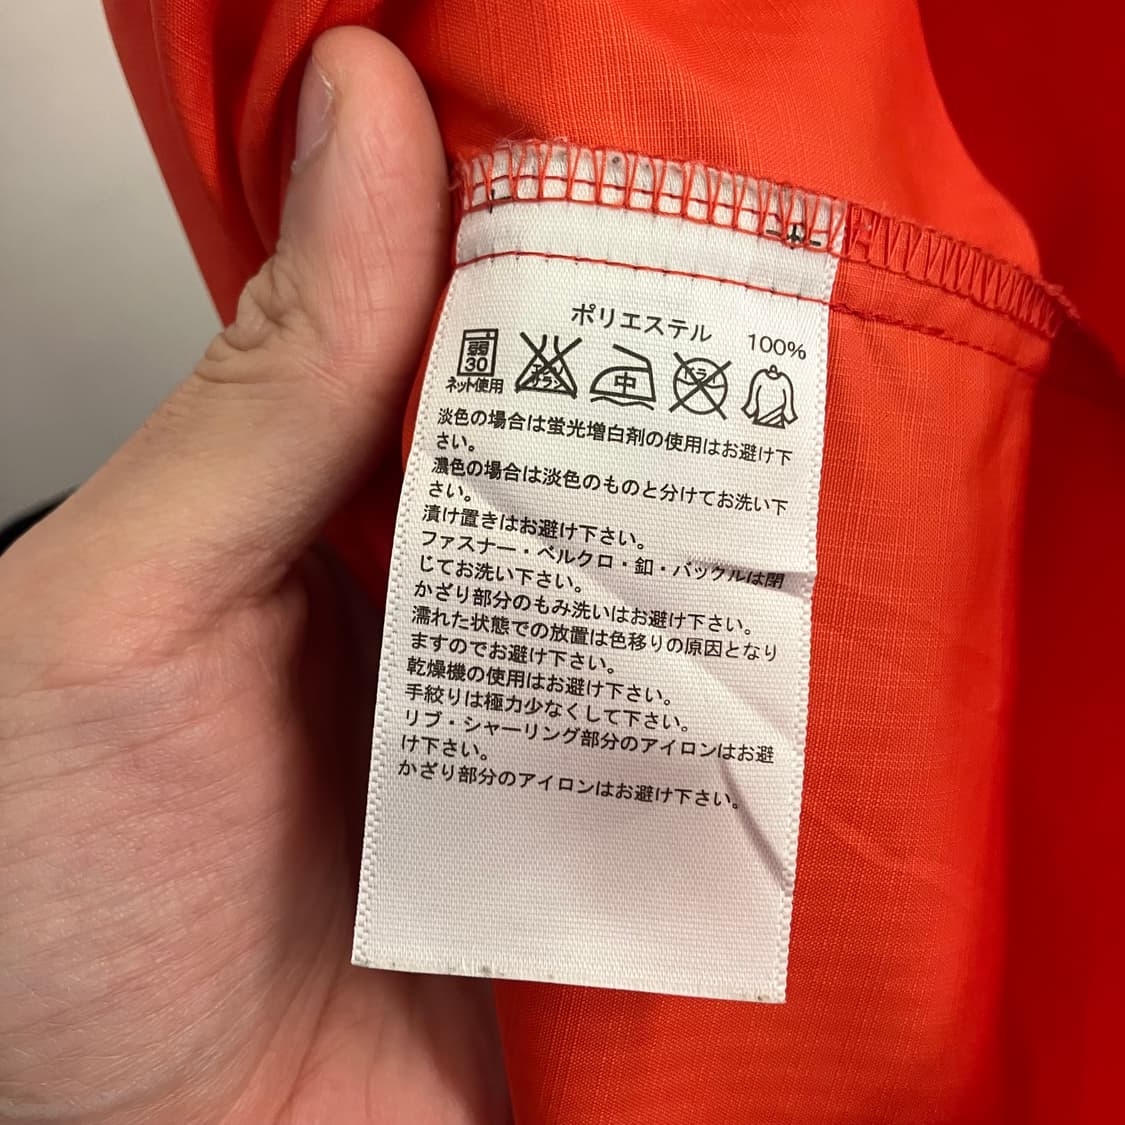 ポリエステル 100%
弱
30
ネット使用
エンソ
サラシ
中
ドライ
淡色の場合は蛍光増白剤の使用はお避け下
さい。
濃色の場合は淡色のものと分けてお洗い下
さい。
漬け置きはお避け下さい。
ファスナー・ベルクロ・釦・バックルは閉
じてお洗い下さい。
かざり部分のもみ洗いはお避け下さい。
濡れた状態での放置は色移りの原因となり
ますのでお避け下さい。
乾燥機の使用はお避け下さい。
手絞りは極力少なくして下さい。
リブ・シャーリング部分のアイロンはお避
け下さい。
かざり部分のアイロンはお避け下さい。